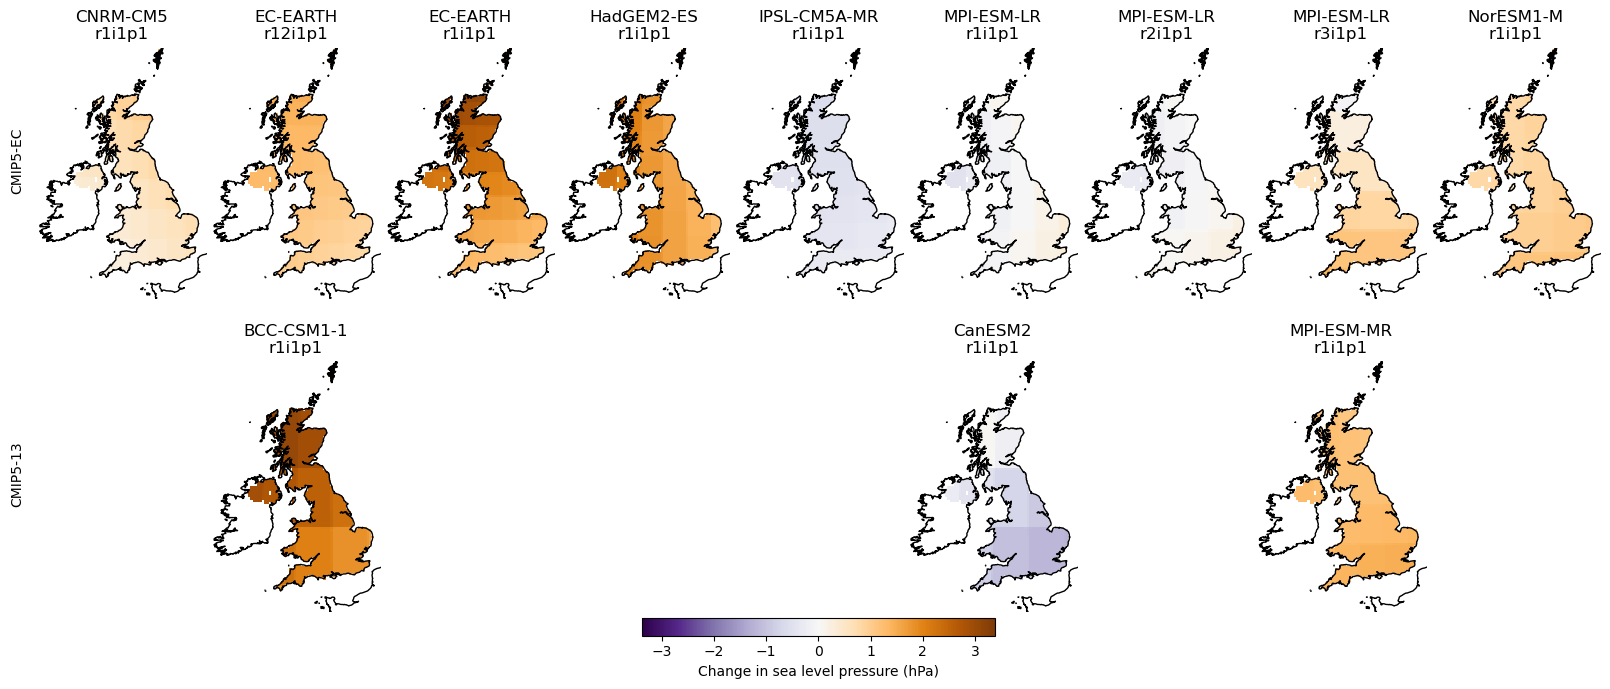 CNRM-CM5
r1i1p1
EC-EARTH
r12i1p1
EC-EARTH
r1i1p1
HadGEM2-ES
r1i1p1
IPSL-CM5A-MR
r1i1p1
MPI-ESM-LR
r1i1p1
MPI-ESM-LR
r2i1p1
MPI-ESM-LR
r3i1p1
NorESM1-M
r1i1p1
CMIP5-EC
BCC-CSM1-1
r1i1p1
CanESM2
r1i1p1
MPI-ESM-MR
r1i1p1
CMIP5-13
−3 −2 −1 0 1 2 3
Change in sea level pressure (hPa)